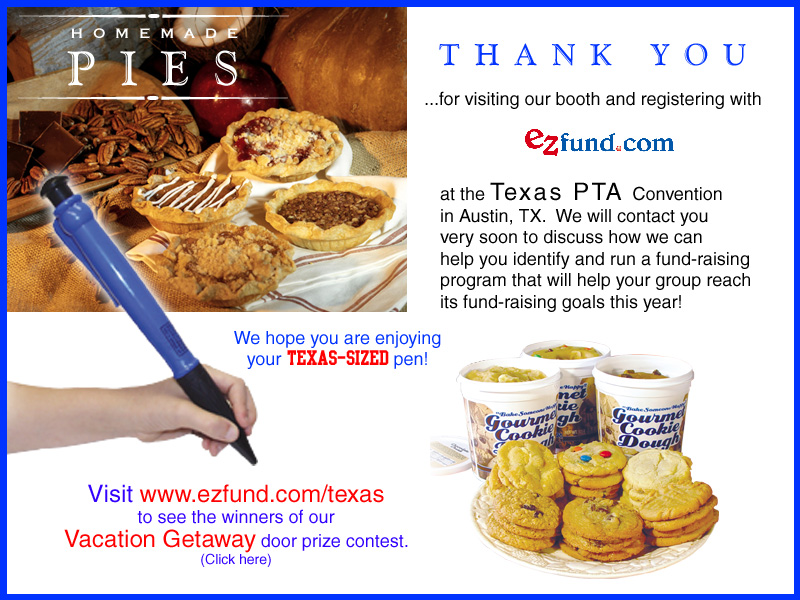 HOMEMADE
PIES
THANK YOU
...for visiting our booth and registering with
ezfund.com
at the Texas PTA Convention
in Austin, TX. We will contact you
very soon to discuss how we can
help you identify and run a fund-raising
program that will help your group reach
its fund-raising goals this year!
We hope you are enjoying
your TEXAS-SIZED pen!
Gourmet
Cookie
Dough
Gourmet
Cookie
Dough
Visit www.ezfund.com/texas
to see the winners of our
Vacation Getaway door prize contest.
(Click here)